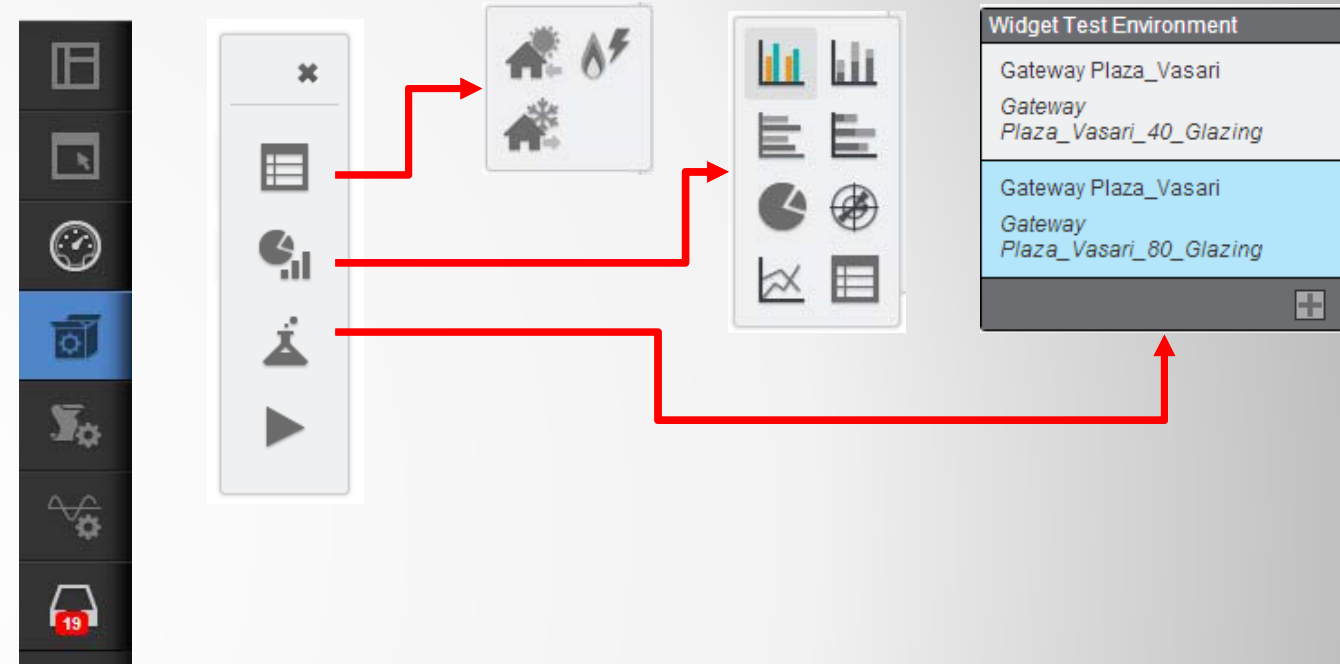 Widget Test Environment
Gateway Plaza_Vasari
Gateway
Plaza_Vasari_40_Glazing
Gateway Plaza_Vasari
Gateway
Plaza_Vasari_80_Glazing
19